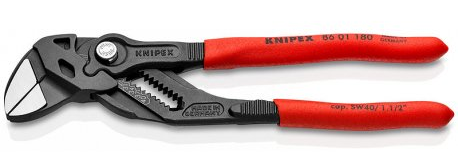 KNIPEX
86 01 180
GERMANY
MADE IN
GERMANY
cap. SW40/1.1/2"